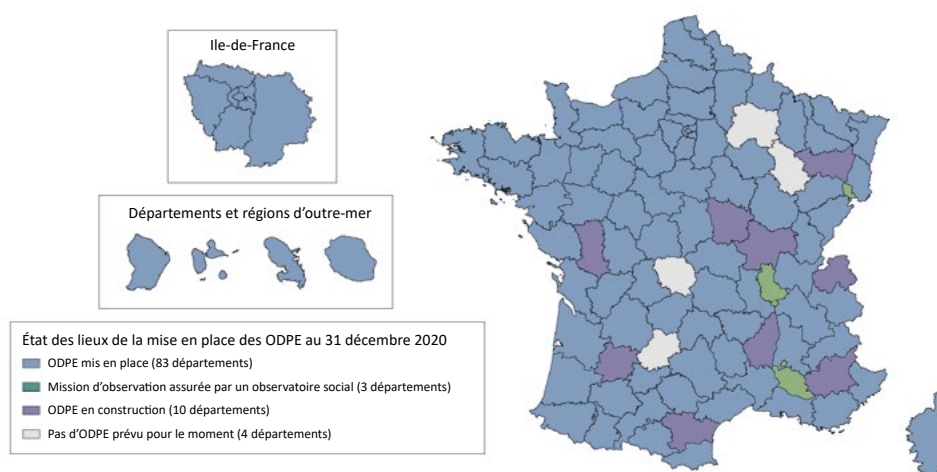 Ile-de-France
Départements et régions d’outre-mer
État des lieux de la mise en place des ODPE au 31 décembre 2020
ODPE mis en place (83 départements)
Mission d’observation assurée par un observatoire social (3 départements)
ODPE en construction (10 départements)
Pas d’ODPE prévu pour le moment (4 départements)